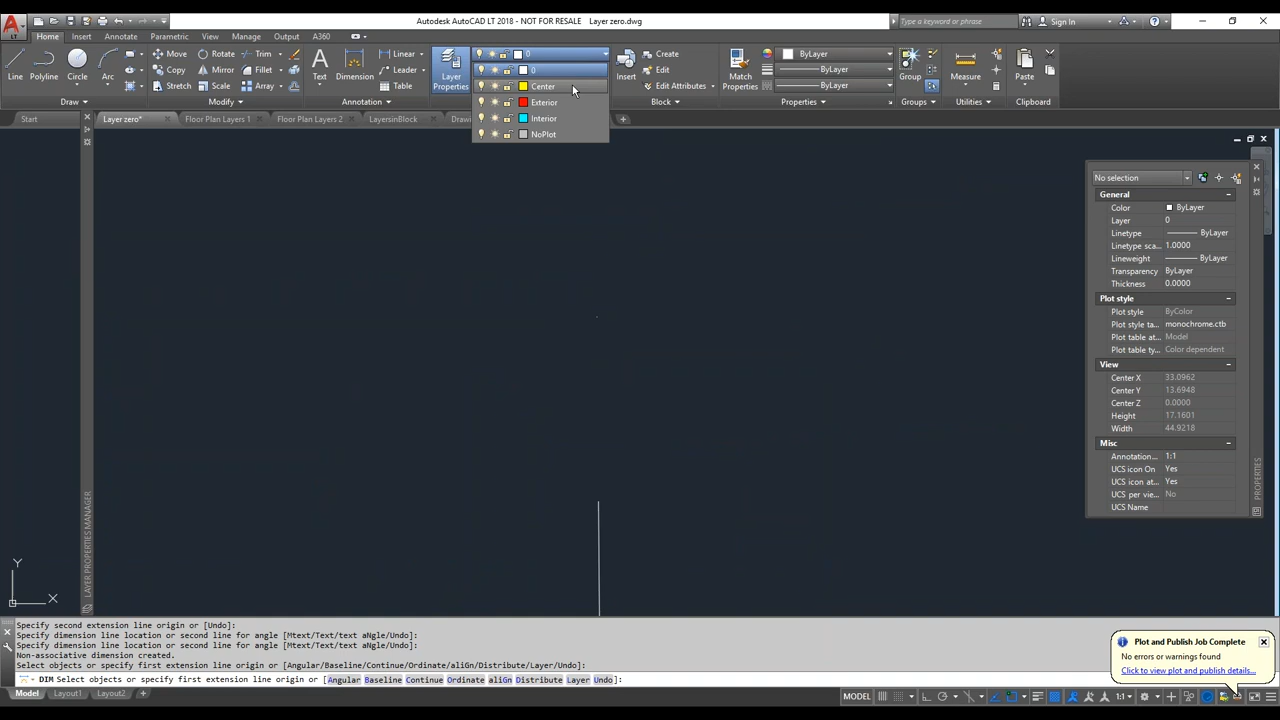 Autodesk AutoCAD LT 2018 - NOT FOR RESALE Layer zero.dwg
Type a keyword or phrase
Sign In
Home Insert Annotate Parametric View Manage Output A360
Line Polyline Circle Arc
Move Rotate Trim
Copy Mirror Fillet
Stretch Scale Array
Text Dimension
Linear
Leader
Table
Layer Properties
0
0
Center
Exterior
Interior
NoPlot
Insert
Create
Edit
Edit Attributes
Match Properties
ByLayer
ByLayer
ByLayer
Group Measure Paste
Draw Modify Annotation Block Properties Groups Utilities Clipboard
Start Layer zero* Floor Plan Layers 1 Floor Plan Layers 2 LayersinBlock
No selection
General
Color ByLayer
Layer 0
Linetype ByLayer
Linetype sca... 1.0000
Lineweight ByLayer
Transparency ByLayer
Thickness 0.0000
Plot style
Plot style ByColor
Plot style ta... monochrome.ctb
Plot table at... Model
Plot table ty... Color dependent
View
Center X 33.0962
Center Y 13.6948
Center Z 0.0000
Height 17.1601
Width 44.9218
Misc
Annotation... 1:1
UCS icon On Yes
UCS icon at... Yes
UCS per vie... No
UCS Name
PROPERTIES
LAYER PROPERTIES MANAGER
Y
X
Specify second extension line origin or [Undo]:
Specify dimension line location or second line for angle [Mtext/Text/text aNgle/Undo]:
Specify dimension line location or second line for angle [Mtext/Text/text aNgle/Undo]:
Non-associative dimension created.
Select objects or specify first extension line origin or [Angular/Baseline/Continue/Ordinate/aliGn/Distribute/Layer/Undo]:
DIM Select objects or specify first extension line origin or [Angular Baseline Continue Ordinate aliGn Distribute Layer Undo]:
Plot and Publish Job Complete
No errors or warnings found
Click to view plot and publish details...
Model Layout1 Layout2
MODEL
1:1